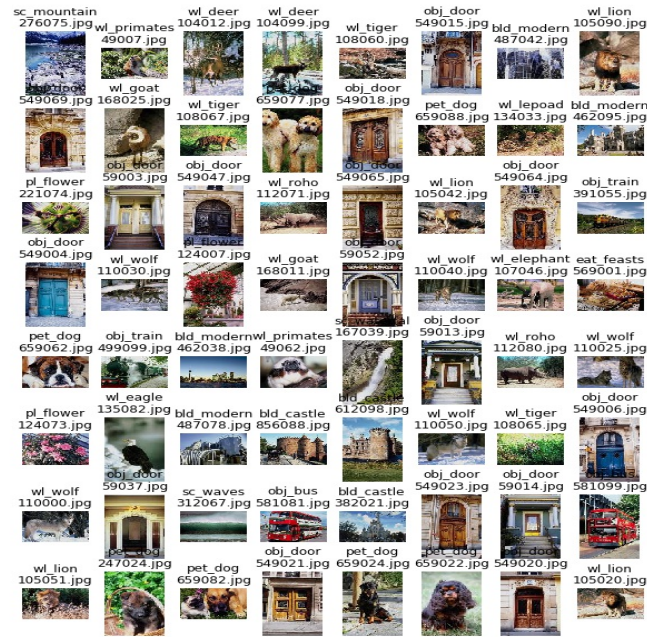 sc_mountain
276075.jpg
wl_primates
49007.jpg
wl_deer
104012.jpg
wl_deer
104099.jpg
wl_tiger
108060.jpg
obj_door
549015.jpg
bld_modern
487042.jpg
wl_lion
105090.jpg
549069.jpg
wl_goat
168025.jpg
wl_tiger
108067.jpg
659077.jpg
obj_door
549018.jpg
pet_dog
659088.jpg
wl_lepoad
134033.jpg
bld_modern
462095.jpg
pl_flower
221074.jpg
obj_door
59003.jpg
obj_door
549047.jpg
wl_roho
112071.jpg
obj_door
549065.jpg
wl_lion
105042.jpg
obj_door
549064.jpg
obj_train
391055.jpg
obj_door
549004.jpg
wl_wolf
110030.jpg
pl_flower
124007.jpg
wl_goat
168011.jpg
obj_door
59052.jpg
wl_wolf
110040.jpg
wl_elephant
107046.jpg
eat_feasts
569001.jpg
pet_dog
659062.jpg
obj_train
499099.jpg
bld_modern
462038.jpg
wl_primates
49062.jpg
167039.jpg
obj_door
59013.jpg
wl_roho
112080.jpg
wl_wolf
110025.jpg
pl_flower
124073.jpg
wl_eagle
135082.jpg
bld_modern
487078.jpg
bld_castle
856088.jpg
bld_castle
612098.jpg
wl_wolf
110050.jpg
wl_tiger
108065.jpg
obj_door
549006.jpg
wl_wolf
110000.jpg
obj_door
59037.jpg
sc_waves
312067.jpg
obj_bus
581081.jpg
bld_castle
382021.jpg
obj_door
549023.jpg
obj_door
59014.jpg
581099.jpg
wl_lion
105051.jpg
pet_dog
247024.jpg
pet_dog
659082.jpg
obj_door
549021.jpg
pet_dog
659024.jpg
pet_dog
659022.jpg
obj_door
549020.jpg
wl_lion
105020.jpg